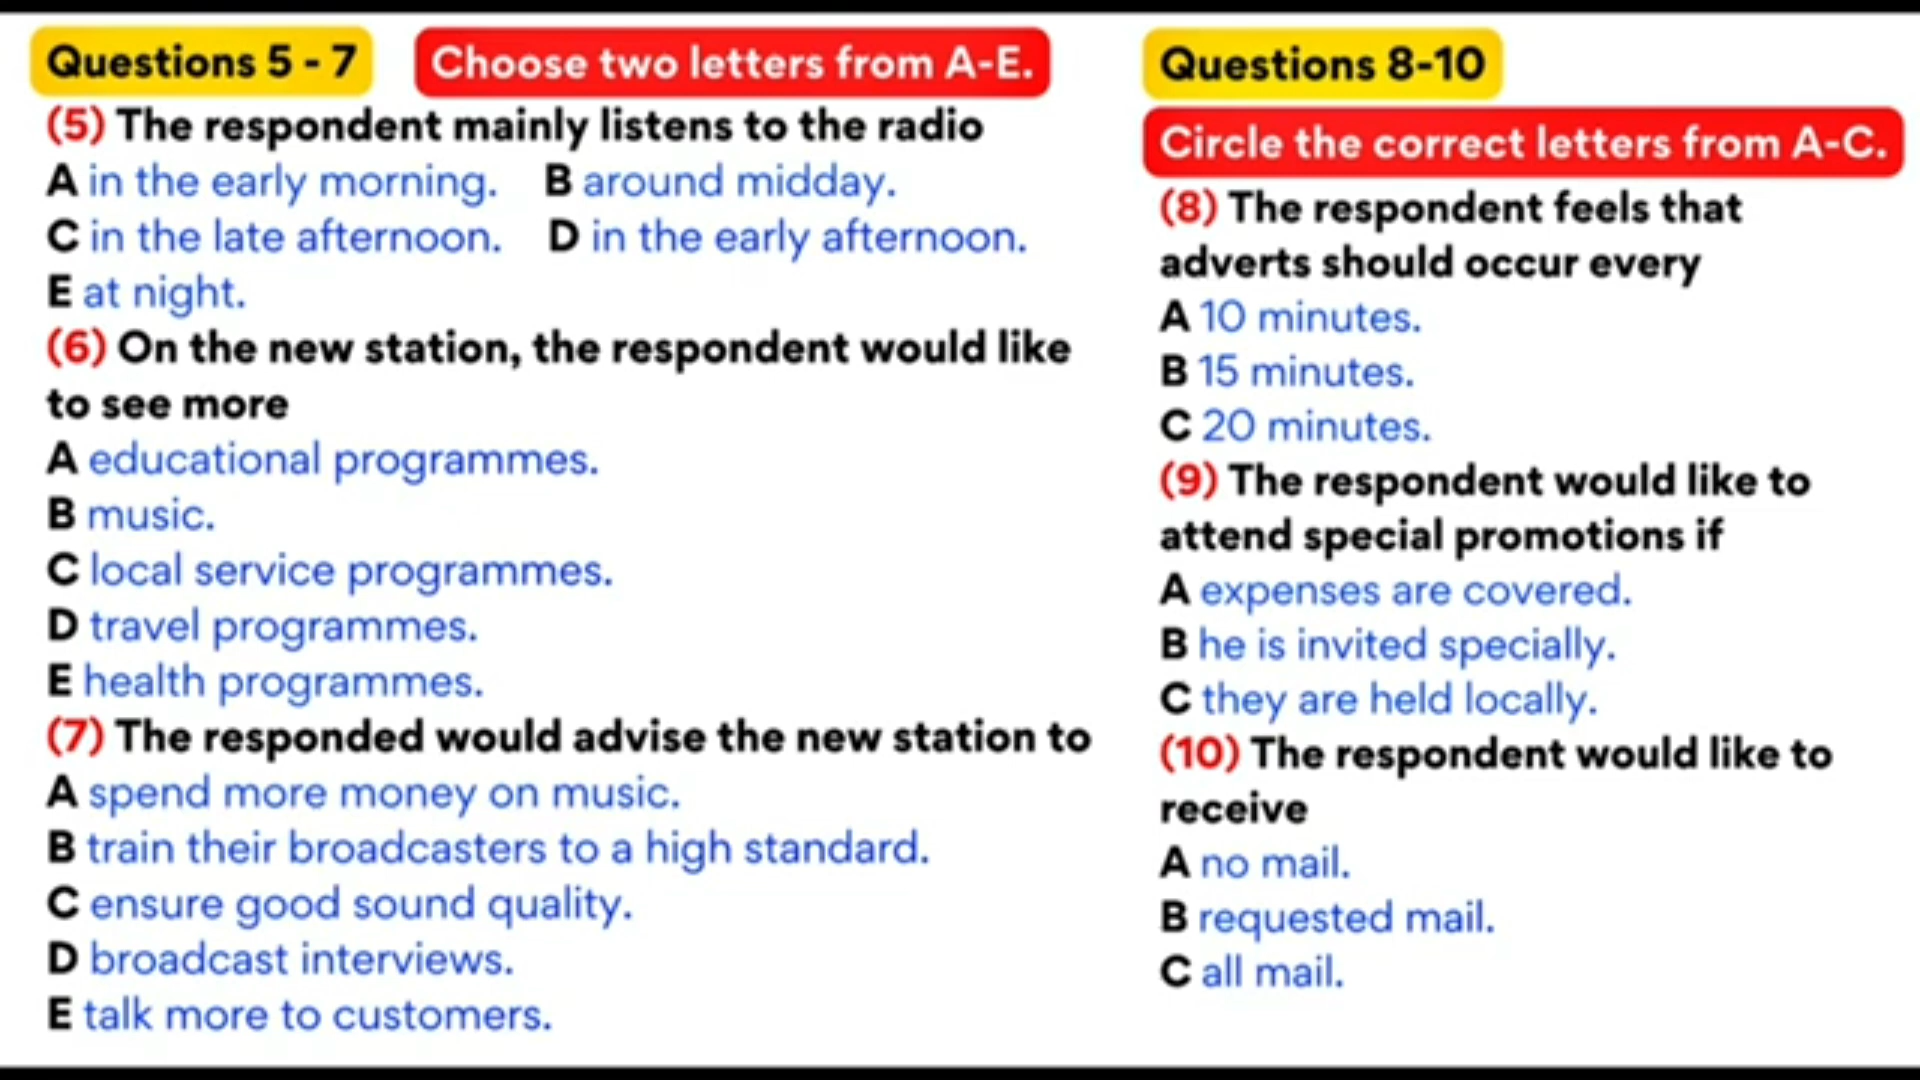 Questions 5 - 7
Choose two letters from A-E.
(5) The respondent mainly listens to the radio
A in the early morning. B around midday.
C in the late afternoon. D in the early afternoon.
E at night.
(6) On the new station, the respondent would like
to see more
A educational programmes.
B music.
C local service programmes.
D travel programmes.
E health programmes.
(7) The responded would advise the new station to
A spend more money on music.
B train their broadcasters to a high standard.
C ensure good sound quality.
D broadcast interviews.
E talk more to customers.
Questions 8-10
Circle the correct letters from A-C.
(8) The respondent feels that
adverts should occur every
A 10 minutes.
B 15 minutes.
C 20 minutes.
(9) The respondent would like to
attend special promotions if
A expenses are covered.
B he is invited specially.
C they are held locally.
(10) The respondent would like to
receive
A no mail.
B requested mail.
C all mail.